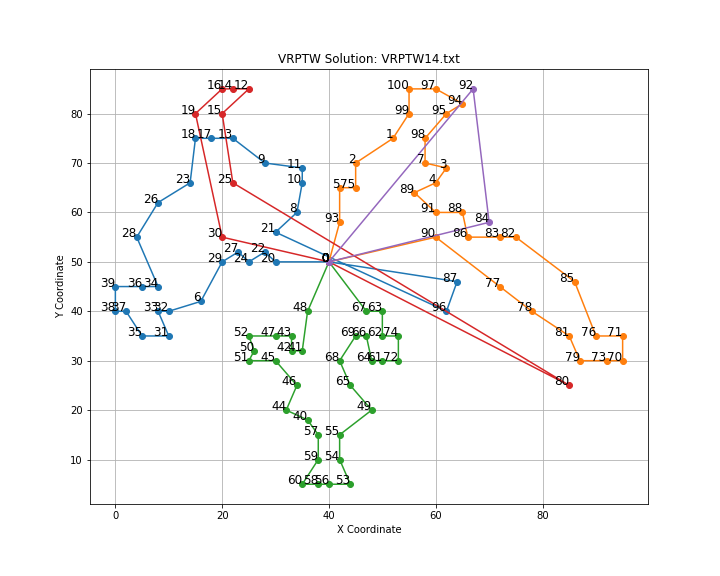 VRPTW Solution: VRPTW14.txt
100 97 92
16 14 12
94
19 15 99 95
18 17 13 1 98
9 11 2 7 3
23 25 10 57 5 89 4
26 8 93 91 88 84
28 30 21 90 86 83 82
29 27 24 22 20 0
39 36 34 87 77 85
38 37 33 32 6 48 67 63 96 78
35 31 52 47 43 69 66 62 74 81 76 71
50 42 41
51 45 68 64 61 72 79 73 70
46 65 80
44 40 49
57 55
59 54
60 58 56 53
80
70
60
50
40
30
20
10
Y Coordinate
0 20 40 60 80
X Coordinate